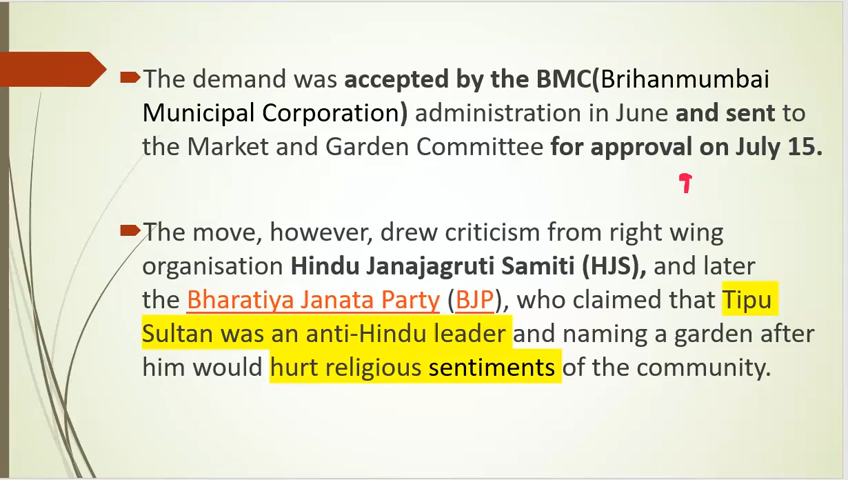 The demand was accepted by the BMC(Brihanmumbai
Municipal Corporation) administration in June and sent to
the Market and Garden Committee for approval on July 15.
The move, however, drew criticism from right wing
organisation Hindu Janajagruti Samiti (HJS), and later
the Bharatiya Janata Party (BJP), who claimed that Tipu
Sultan was an anti-Hindu leader and naming a garden after
him would hurt religious sentiments of the community.